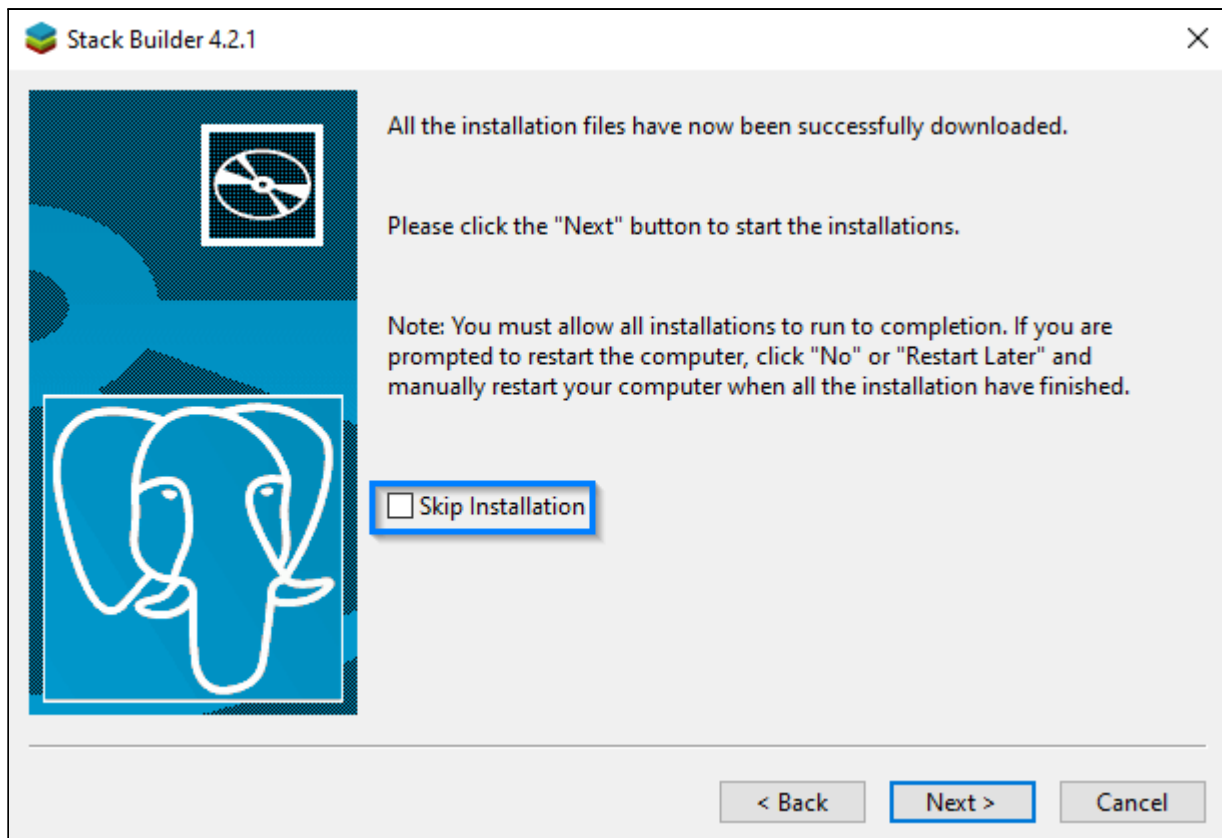 Stack Builder 4.2.1
All the installation files have now been successfully downloaded.
Please click the "Next" button to start the installations.
Note: You must allow all installations to run to completion. If you are
prompted to restart the computer, click "No" or "Restart Later" and
manually restart your computer when all the installation have finished.
Skip Installation
< Back
Next >
Cancel